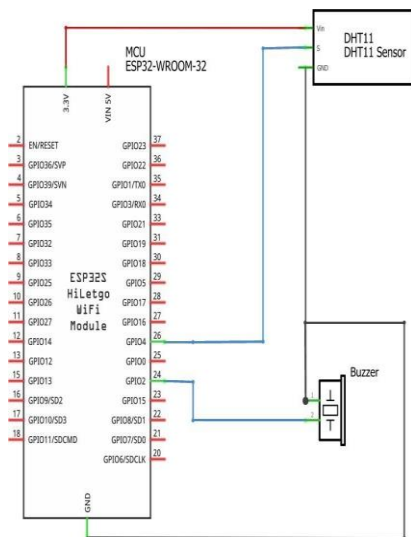 MCU
ESP32-WROOM-32
3.3V
VIN 5V
Vin
S
GND
DHT11
DHT11 Sensor
2 EN/RESET GPIO23 37
3 GPIO36/SVP GPIO22 36
4 GPIO39/SVN GPIO1/TX0 35
5 GPIO34 GPIO3/RX0 34
6 GPIO35 GPIO21 33
7 GPIO32 GPIO19 31
8 GPIO33 GPIO18 30
9 GPIO25 GPIO5 29
10 GPIO26 GPIO17 28
11 GPIO27 GPIO16 27
12 GPIO14 GPIO4 26
13 GPIO12 GPIO0 25
15 GPIO13 GPIO2 24
16 GPIO9/SD2 GPIO15 23
17 GPIO10/SD3 GPIO8/SD1 22
18 GPIO11/SDCMD GPIO7/SD0 21
GPIO6/SDCLK 20
ESP32S
HiLetgo
WiFi
Module
GND
Buzzer
1
2